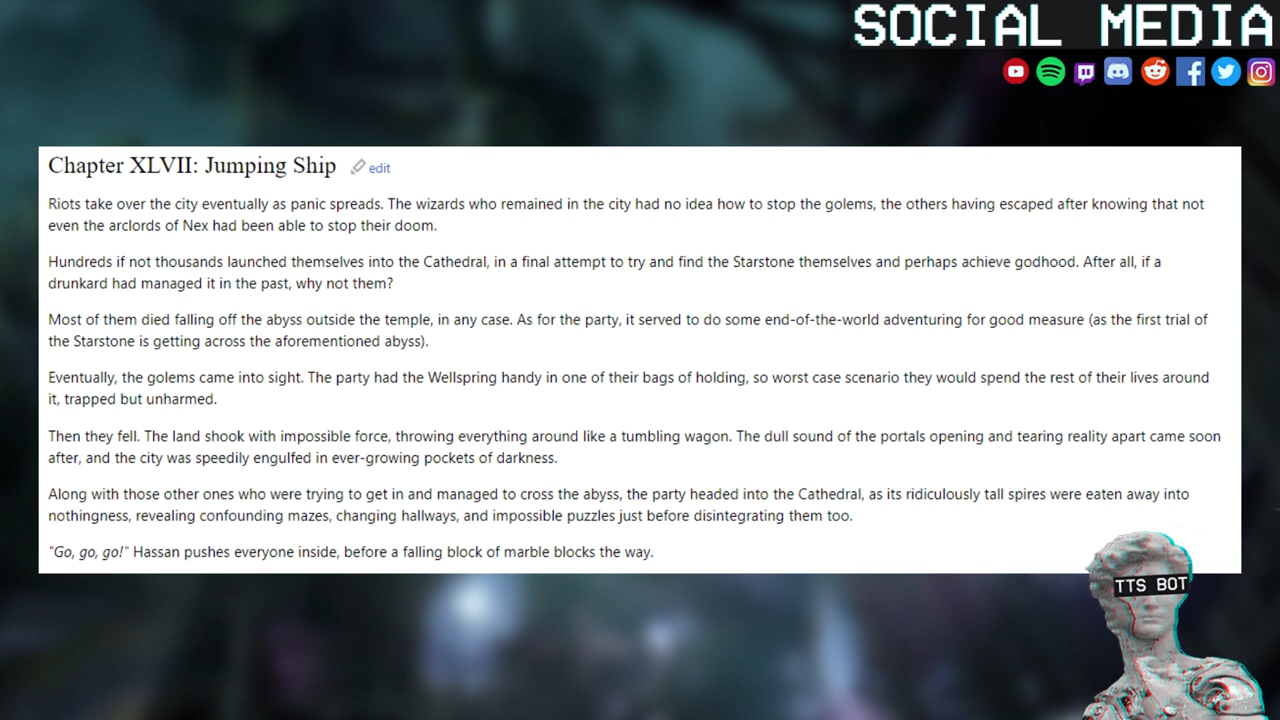 SOCIAL MEDIA
Chapter XLVII: Jumping Ship edit
Riots take over the city eventually as panic spreads. The wizards who remained in the city had no idea how to stop the golems, the others having escaped after knowing that not
even the arclords of Nex had been able to stop their doom.
Hundreds if not thousands launched themselves into the Cathedral, in a final attempt to try and find the Starstone themselves and perhaps achieve godhood. After all, if a
drunkard had managed it in the past, why not them?
Most of them died falling off the abyss outside the temple, in any case. As for the party, it served to do some end-of-the-world adventuring for good measure (as the first trial of
the Starstone is getting across the aforementioned abyss).
Eventually, the golems came into sight. The party had the Wellspring handy in one of their bags of holding, so worst case scenario they would spend the rest of their lives around
it, trapped but unharmed.
Then they fell. The land shook with impossible force, throwing everything around like a tumbling wagon. The dull sound of the portals opening and tearing reality apart came soon
after, and the city was speedily engulfed in ever-growing pockets of darkness.
Along with those other ones who were trying to get in and managed to cross the abyss, the party headed into the Cathedral, as its ridiculously tall spires were eaten away into
nothingness, revealing confounding mazes, changing hallways, and impossible puzzles just before disintegrating them too.
"Go, go, go!" Hassan pushes everyone inside, before a falling block of marble blocks the way.
TTS BOT